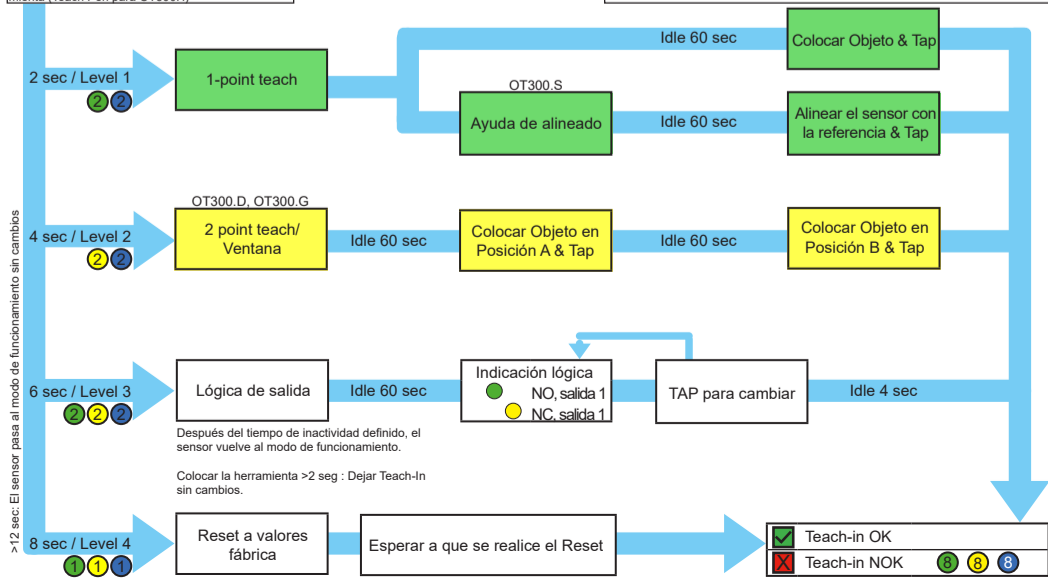 Idle 60 sec
Colocar Objeto & Tap
2 sec / Level 1
2 2
1-point teach
OT300.S
Ayuda de alineado
Idle 60 sec
Alinear el sensor con
la referencia & Tap
OT300.D, OT300.G
4 sec / Level 2
2 2
2 point teach/
Ventana
Idle 60 sec
Colocar Objeto en
Posición A & Tap
Idle 60 sec
Colocar Objeto en
Posición B & Tap
>12 sec: El sensor pasa al modo de funcionamiento sin cambios
6 sec / Level 3
2 2 2
Lógica de salida
Idle 60 sec
Indicación lógica
NO, salida 1
NC, salida 1
TAP para cambiar
Idle 4 sec
Después del tiempo de inactividad definido, el
sensor vuelve al modo de funcionamiento.
Colocar la herramienta >2 seg : Dejar Teach-In
sin cambios.
8 sec / Level 4
1 1 1
Reset a valores
fábrica
Esperar a que se realice el Reset
Teach-in OK
X Teach-in NOK 8 8 8